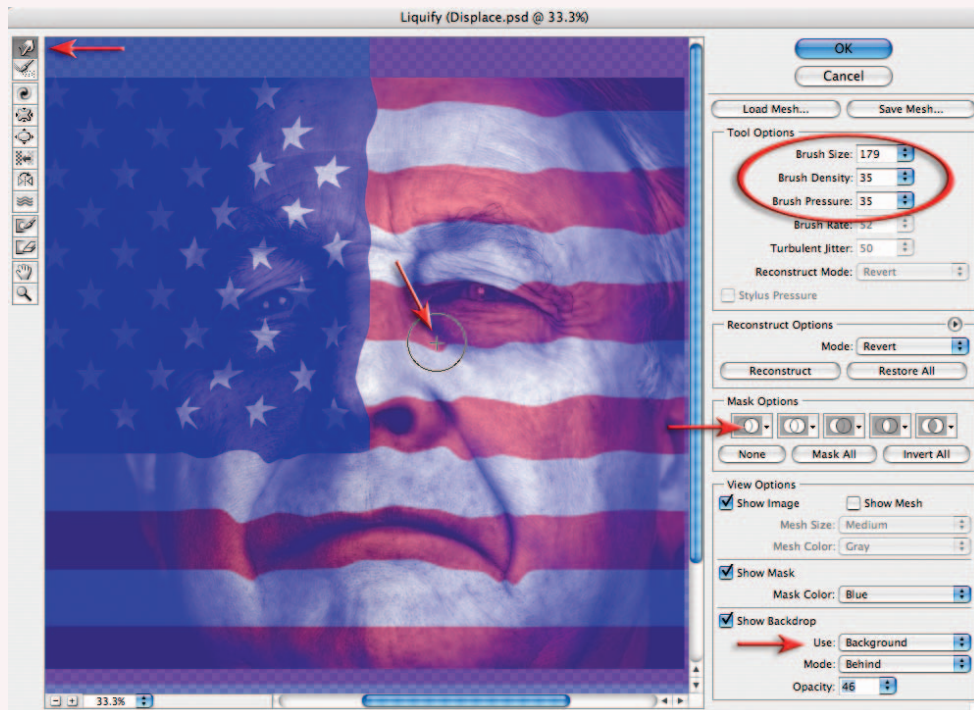 Liquify (Displace.psd @ 33.3%)
OK
Cancel
Load Mesh... Save Mesh...
Tool Options
Brush Size: 179
Brush Density: 35
Brush Pressure: 35
Brush Rate: 52
Turbulent Jitter: 50
Reconstruct Mode: Revert
Stylus Pressure
Reconstruct Options
Mode: Revert
Reconstruct Restore All
Mask Options
None Mask All Invert All
View Options
Show Image Show Mesh
Mesh Size: Medium
Mesh Color: Gray
Show Mask
Mask Color: Blue
Show Backdrop
Use: Background
Mode: Behind
Opacity: 46
33.3%